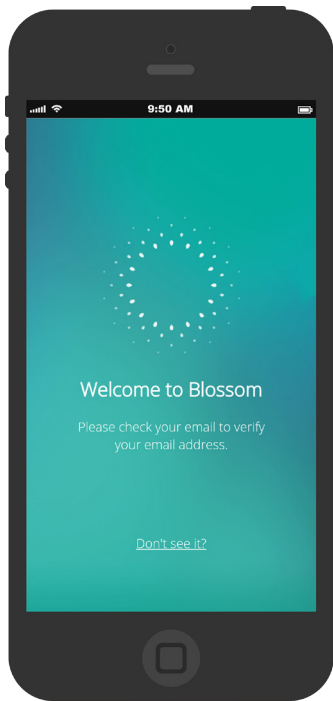 9:50 AM
Welcome to Blossom
Please check your email to verify
your email address.
Don't see it?